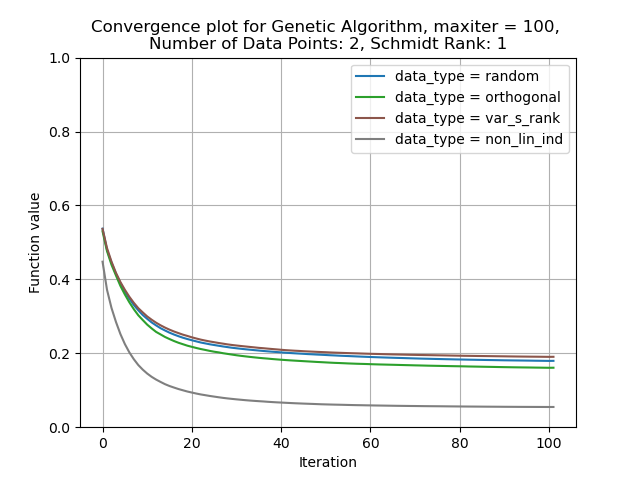 Convergence plot for Genetic Algorithm, maxiter = 100,
Number of Data Points: 2, Schmidt Rank: 1
data_type = random
data_type = orthogonal
data_type = var_s_rank
data_type = non_lin_ind
Function value
1.0
0.8
0.6
0.4
0.2
0.0
0 20 40 60 80 100
Iteration